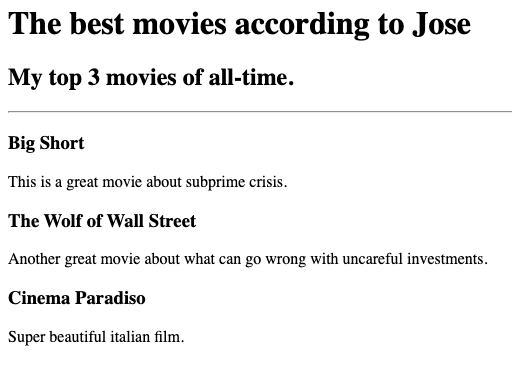 The best movies according to Jose
My top 3 movies of all-time.
Big Short
This is a great movie about subprime crisis.
The Wolf of Wall Street
Another great movie about what can go wrong with uncareful investments.
Cinema Paradiso
Super beautiful italian film.